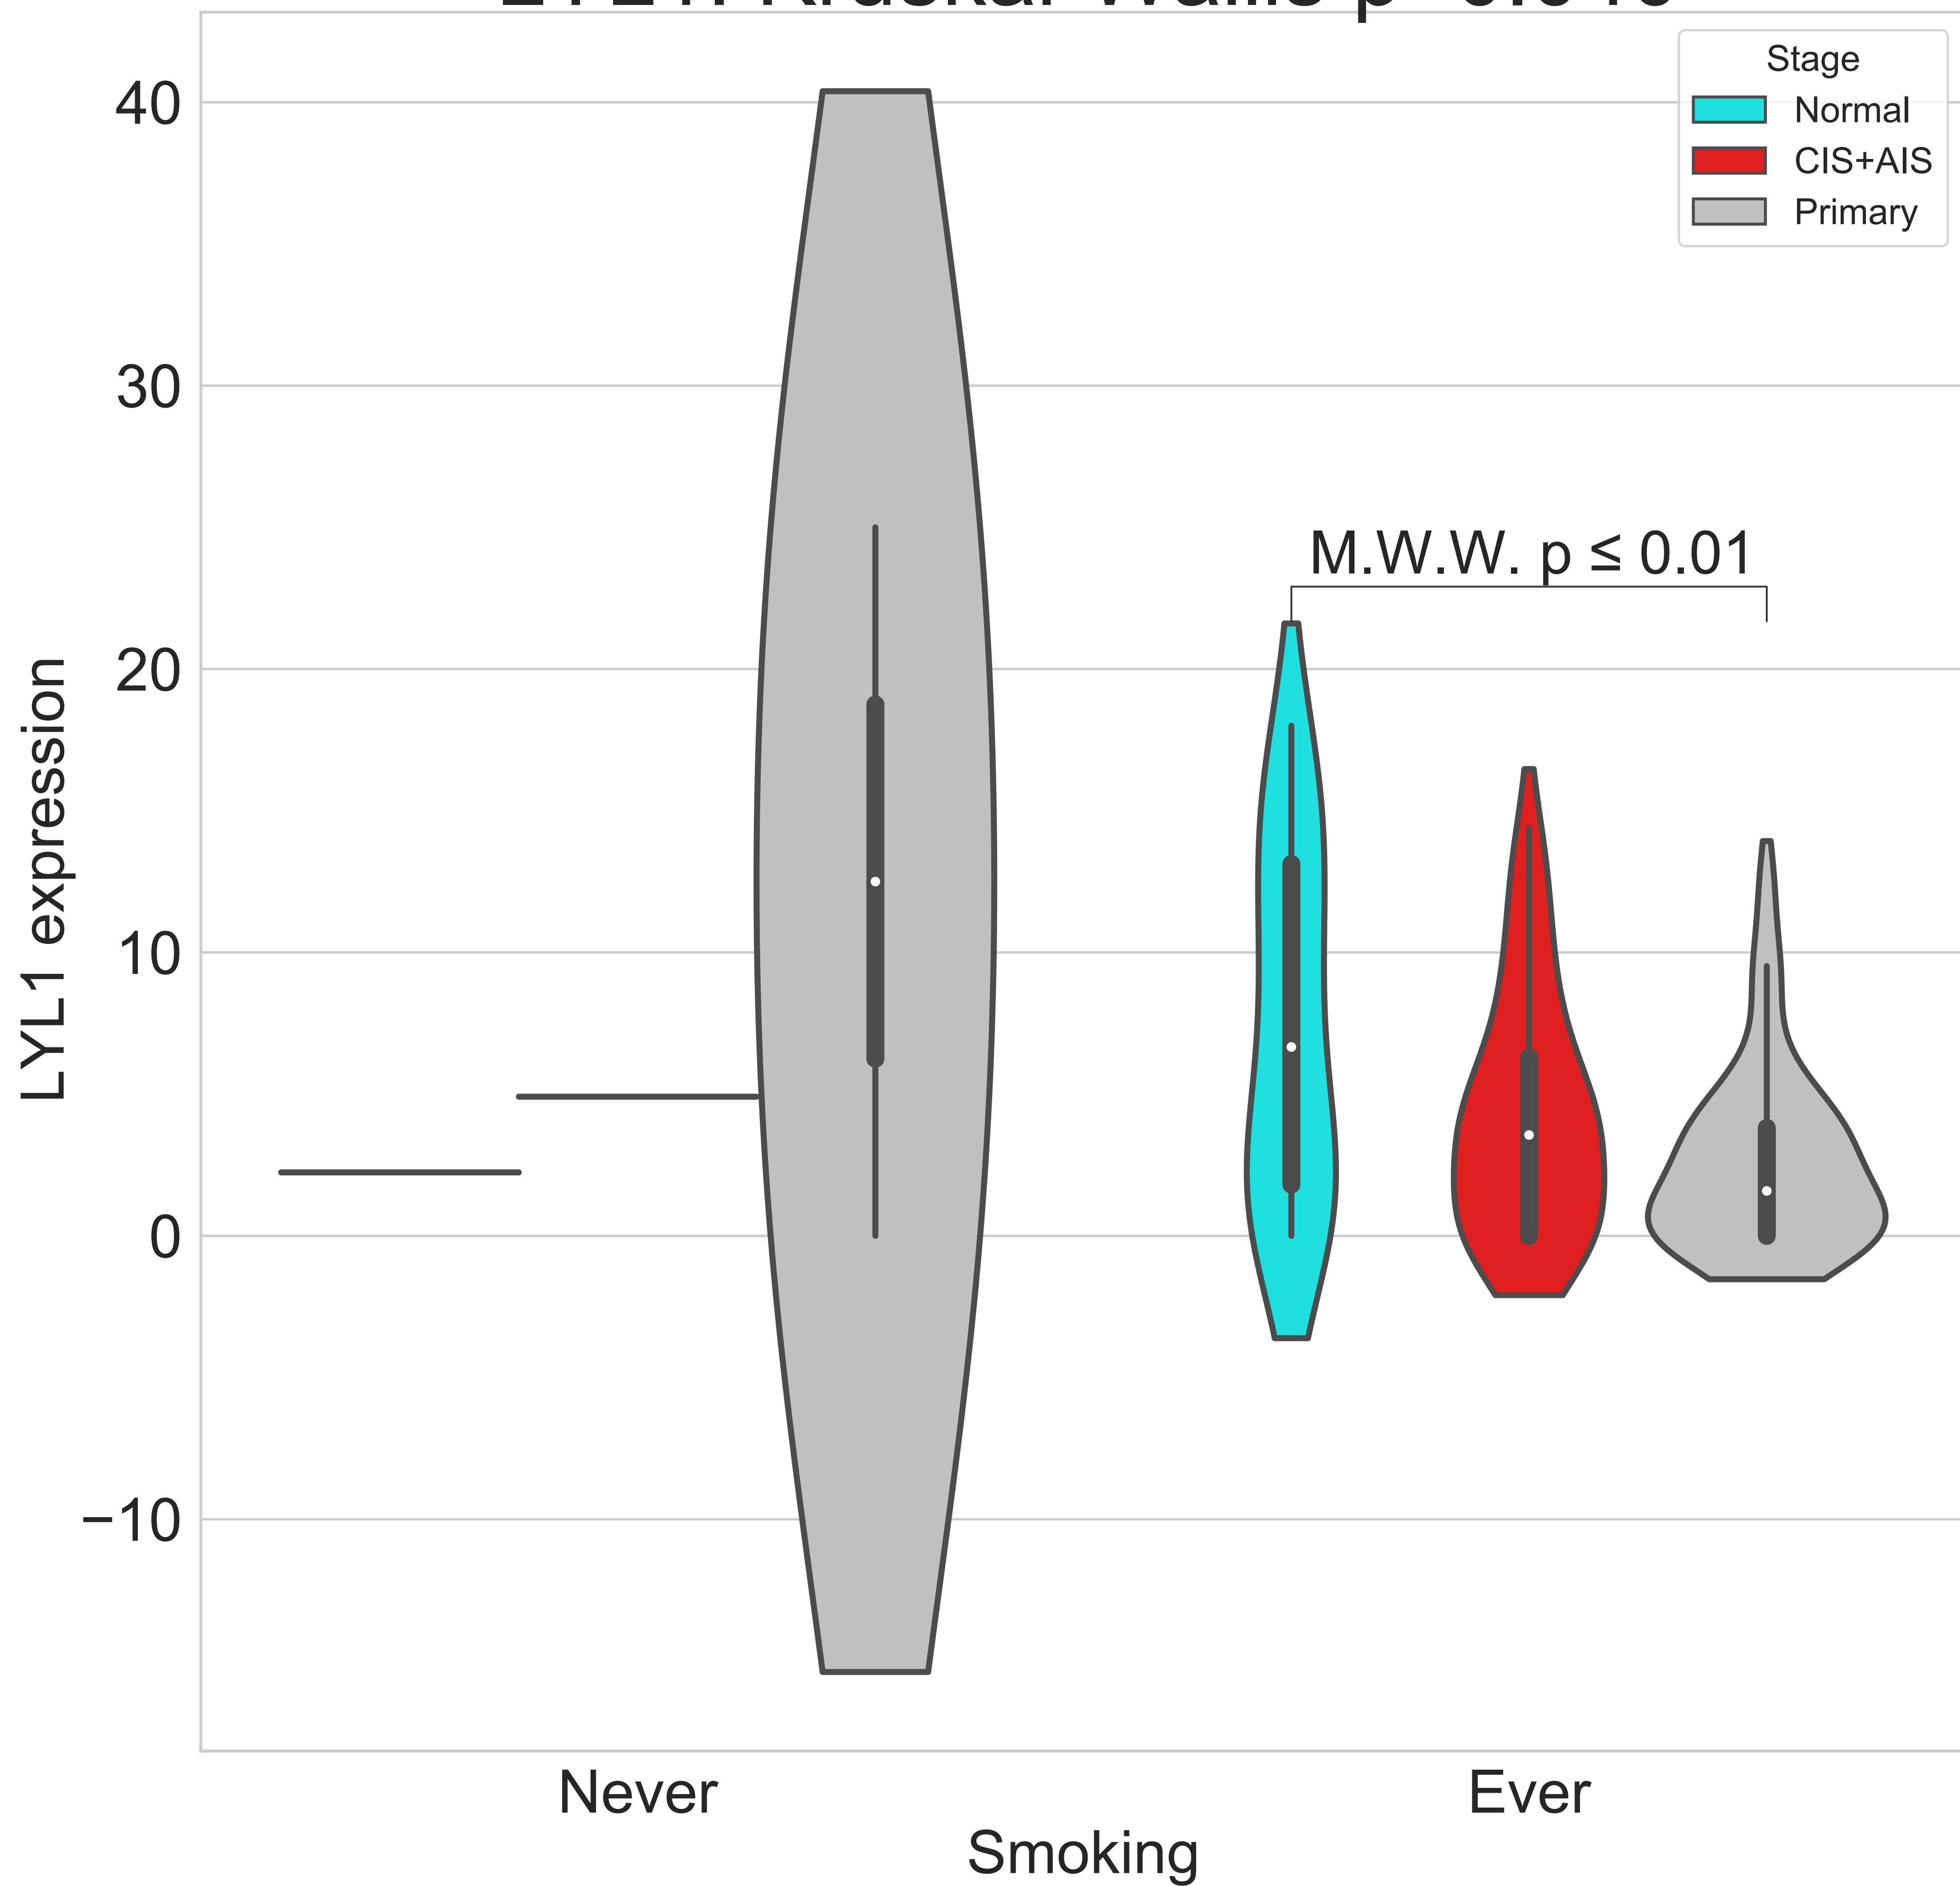 Stage
Normal
CIS+AIS
Primary
40
30
20
10
0
−10
LYL1 expression
M.W.W. p ≤ 0.01
Never
Ever
Smoking